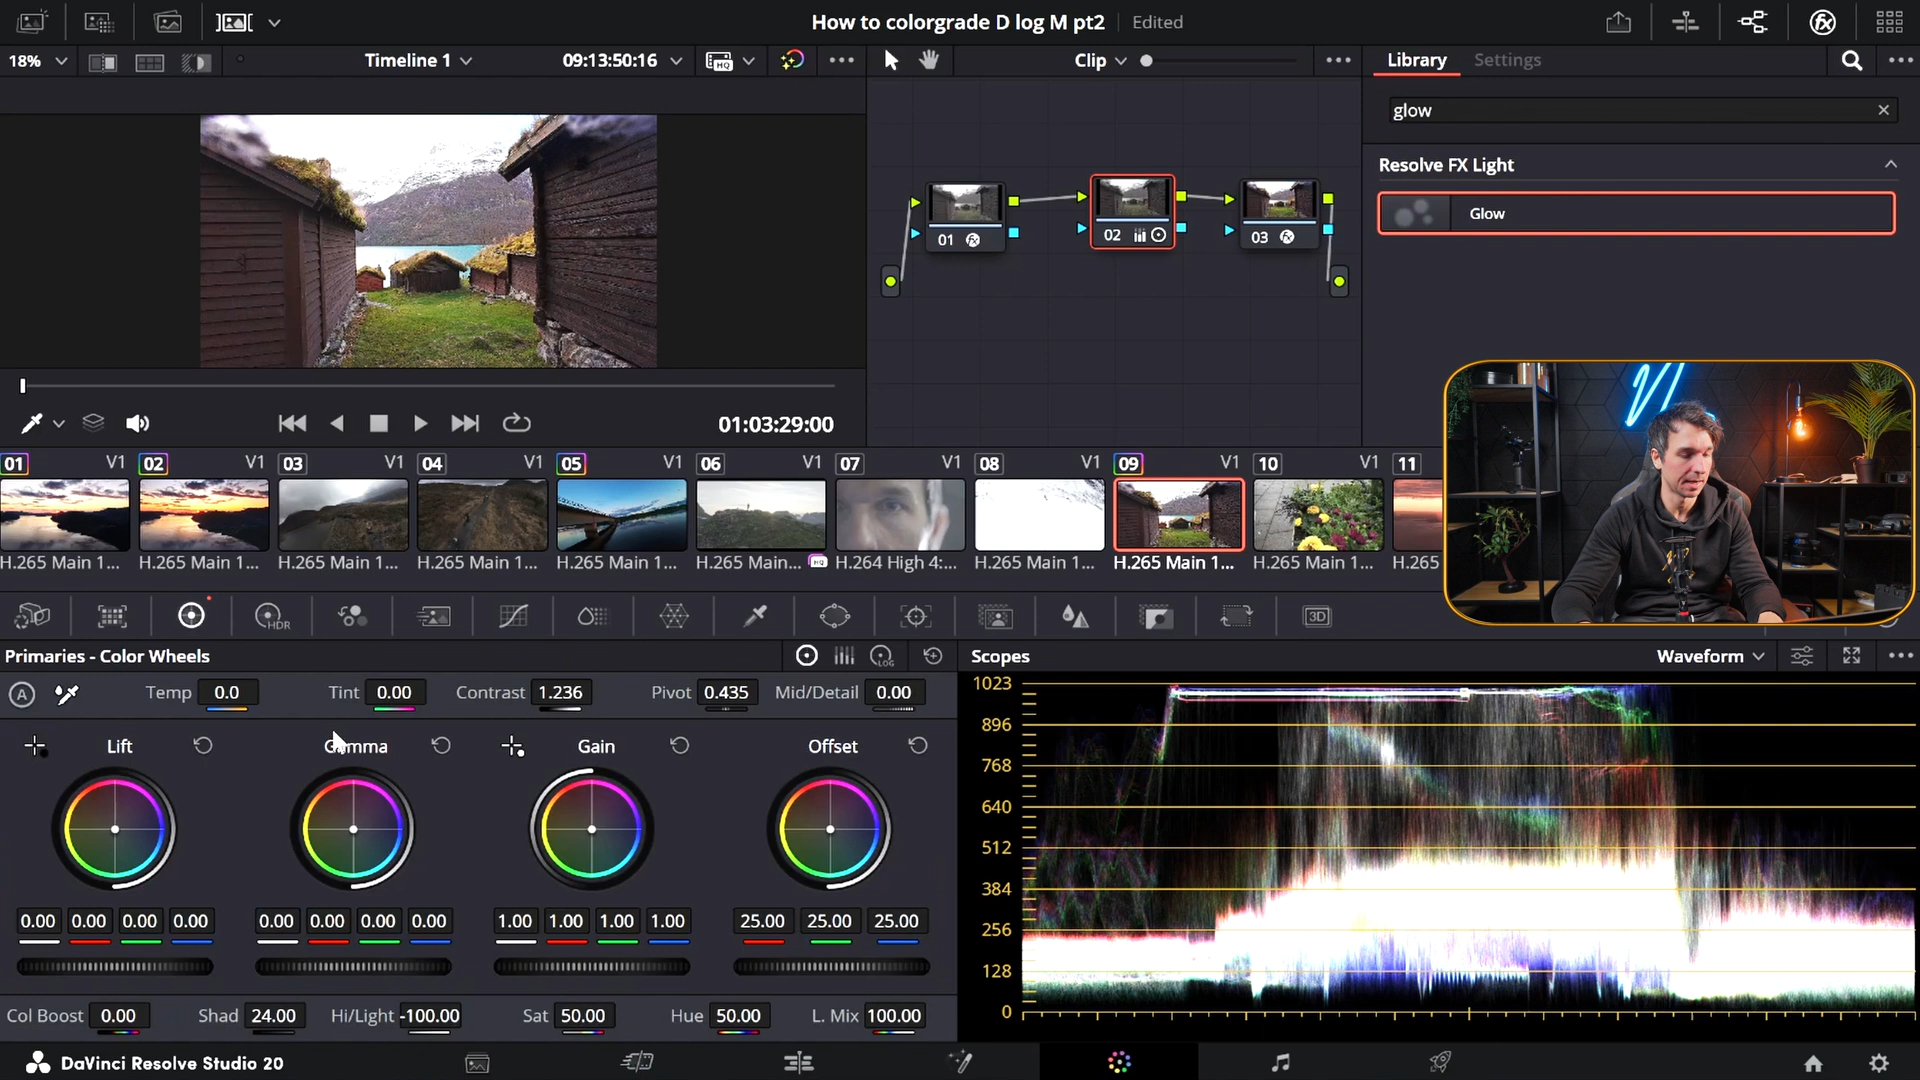 How to colorgrade D log M pt2 Edited
18% Timeline 1 09:13:50:16 Clip Library Settings
glow
Resolve FX Light
Glow
01 02 03
01:03:29:00
01 V1 02 V1 03 V1 04 V1 05 V1 06 V1 07 V1 08 V1 09 V1 10 V1 11
H.265 Main 1... H.265 Main 1... H.265 Main 1... H.265 Main 1... H.265 Main 1... H.265 Main... HQ H.264 High 4:... H.265 Main 1... H.265 Main 1... H.265 Main 1... H.265
HDR 3D
Primaries - Color Wheels LOG Scopes Waveform
A Temp 0.0 Tint 0.00 Contrast 1.236 Pivot 0.435 Mid/Detail 0.00
Lift Gamma Gain Offset
0.00 0.00 0.00 0.00 0.00 0.00 0.00 0.00 1.00 1.00 1.00 1.00 25.00 25.00 25.00
Col Boost 0.00 Shad 24.00 Hi/Light -100.00 Sat 50.00 Hue 50.00 L. Mix 100.00
1023
896
768
640
512
384
256
128
0
DaVinci Resolve Studio 20